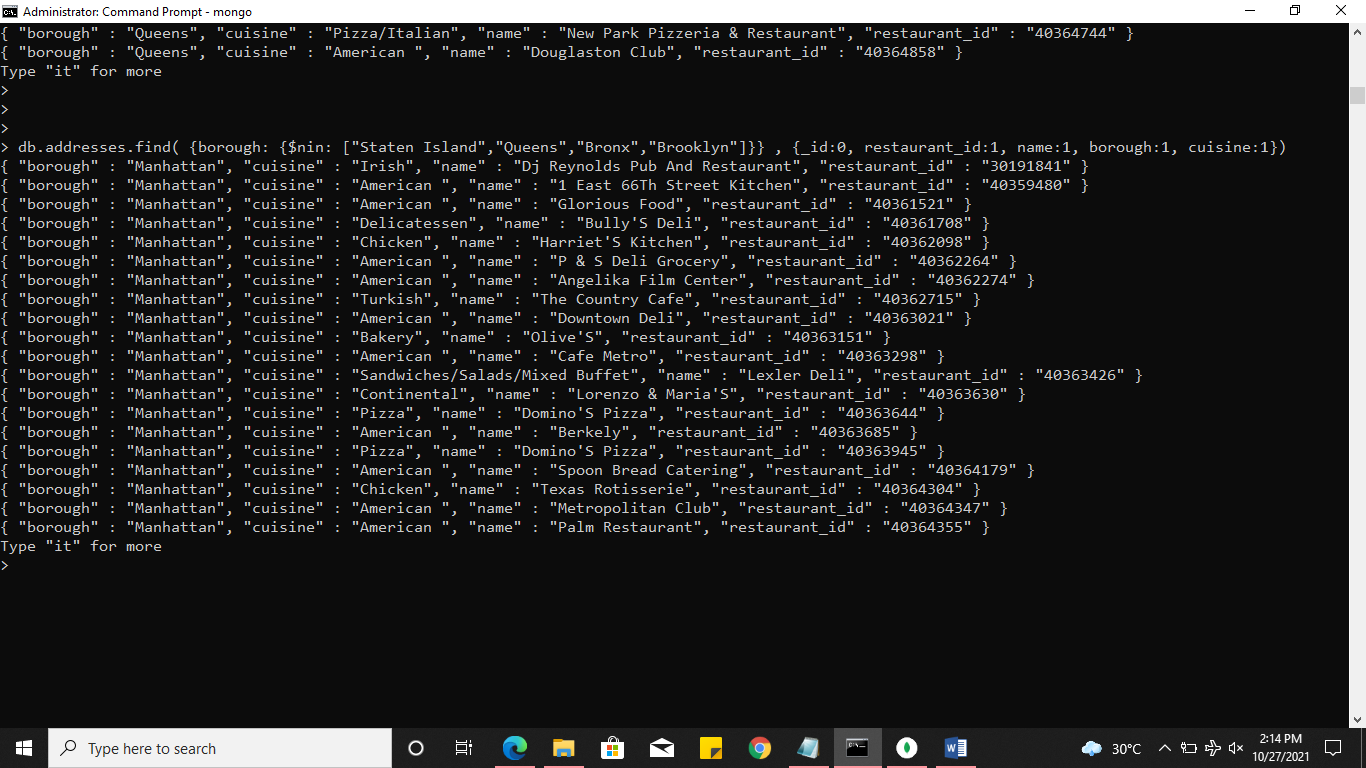 Administrator: Command Prompt - mongo
{ "borough" : "Queens", "cuisine" : "Pizza/Italian", "name" : "New Park Pizzeria & Restaurant", "restaurant_id" : "40364744" }
{ "borough" : "Queens", "cuisine" : "American ", "name" : "Douglaston Club", "restaurant_id" : "40364858" }
Type "it" for more
>
>
>
> db.addresses.find( {borough: {$nin: ["Staten Island","Queens","Bronx","Brooklyn"]}} , {_id:0, restaurant_id:1, name:1, borough:1, cuisine:1})
{ "borough" : "Manhattan", "cuisine" : "Irish", "name" : "Dj Reynolds Pub And Restaurant", "restaurant_id" : "30191841" }
{ "borough" : "Manhattan", "cuisine" : "American ", "name" : "1 East 66Th Street Kitchen", "restaurant_id" : "40359480" }
{ "borough" : "Manhattan", "cuisine" : "American ", "name" : "Glorious Food", "restaurant_id" : "40361521" }
{ "borough" : "Manhattan", "cuisine" : "Delicatessen", "name" : "Bully'S Deli", "restaurant_id" : "40361708" }
{ "borough" : "Manhattan", "cuisine" : "Chicken", "name" : "Harriet'S Kitchen", "restaurant_id" : "40362098" }
{ "borough" : "Manhattan", "cuisine" : "American ", "name" : "P & S Deli Grocery", "restaurant_id" : "40362264" }
{ "borough" : "Manhattan", "cuisine" : "American ", "name" : "Angelika Film Center", "restaurant_id" : "40362274" }
{ "borough" : "Manhattan", "cuisine" : "Turkish", "name" : "The Country Cafe", "restaurant_id" : "40362715" }
{ "borough" : "Manhattan", "cuisine" : "American ", "name" : "Downtown Deli", "restaurant_id" : "40363021" }
{ "borough" : "Manhattan", "cuisine" : "Bakery", "name" : "Olive'S", "restaurant_id" : "40363151" }
{ "borough" : "Manhattan", "cuisine" : "American ", "name" : "Cafe Metro", "restaurant_id" : "40363298" }
{ "borough" : "Manhattan", "cuisine" : "Sandwiches/Salads/Mixed Buffet", "name" : "Lexler Deli", "restaurant_id" : "40363426" }
{ "borough" : "Manhattan", "cuisine" : "Continental", "name" : "Lorenzo & Maria'S", "restaurant_id" : "40363630" }
{ "borough" : "Manhattan", "cuisine" : "Pizza", "name" : "Domino'S Pizza", "restaurant_id" : "40363644" }
{ "borough" : "Manhattan", "cuisine" : "American ", "name" : "Berkely", "restaurant_id" : "40363685" }
{ "borough" : "Manhattan", "cuisine" : "Pizza", "name" : "Domino'S Pizza", "restaurant_id" : "40363945" }
{ "borough" : "Manhattan", "cuisine" : "American ", "name" : "Spoon Bread Catering", "restaurant_id" : "40364179" }
{ "borough" : "Manhattan", "cuisine" : "Chicken", "name" : "Texas Rotisserie", "restaurant_id" : "40364304" }
{ "borough" : "Manhattan", "cuisine" : "American ", "name" : "Metropolitan Club", "restaurant_id" : "40364347" }
{ "borough" : "Manhattan", "cuisine" : "American ", "name" : "Palm Restaurant", "restaurant_id" : "40364355" }
Type "it" for more
>
Type here to search
30°C
2:14 PM
10/27/2021